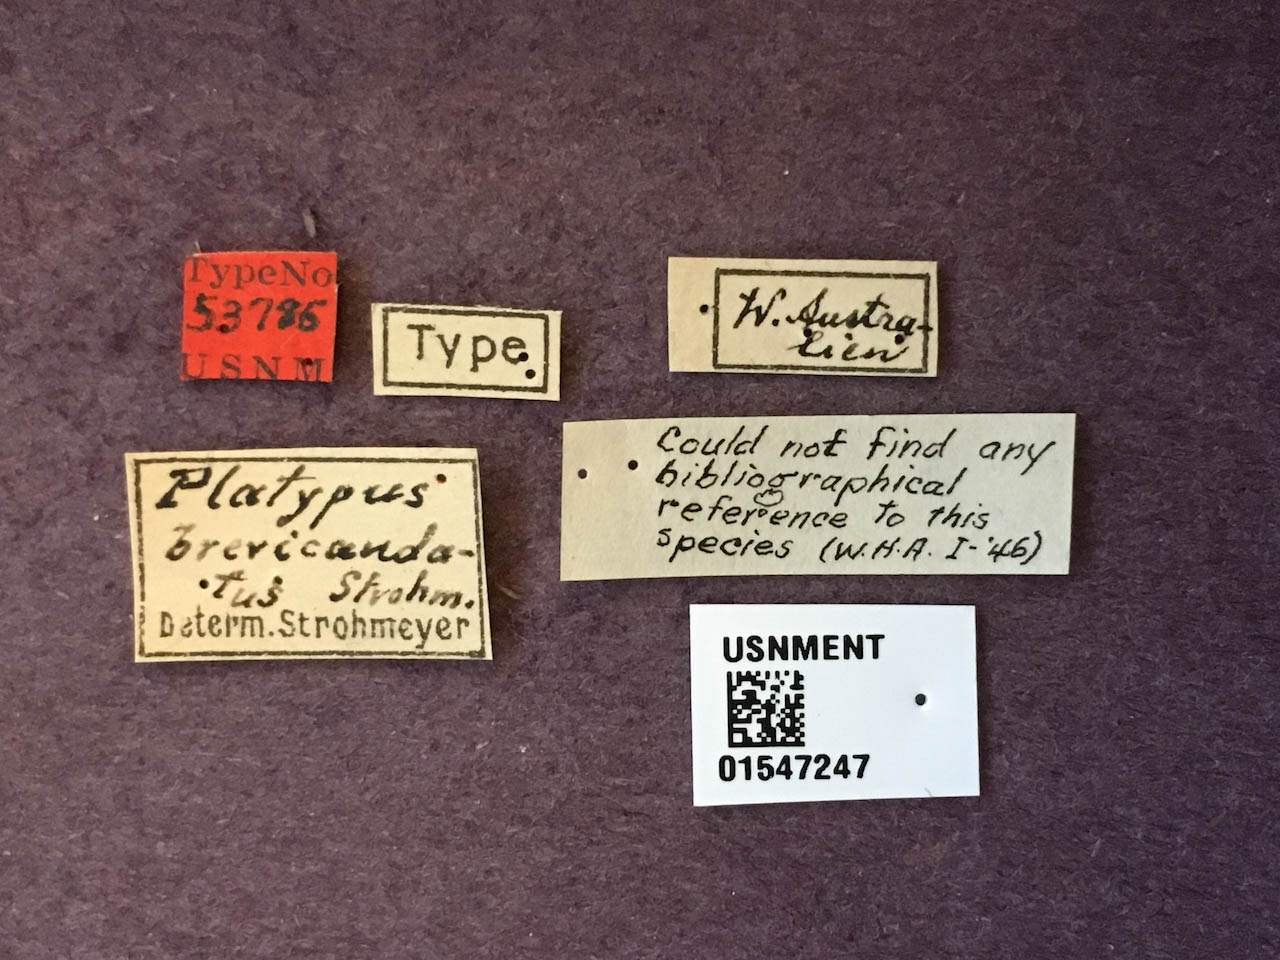 TypeNo
53786
USNM
Type.
W. Austra-
lien
Platypus
brevicauda-
tus Strohm.
Determ. Strohmeyer
Could not find any
bibliographical
reference to this
species (W.H.A. I-'46)
USNMENT
01547247